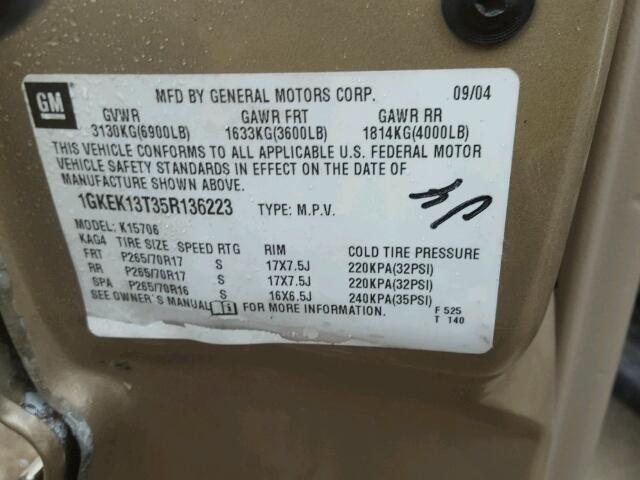 GM
MFD BY GENERAL MOTORS CORP. 09/04
GVWR GAWR FRT GAWR RR
3130KG(6900LB) 1633KG(3600LB) 1814KG(4000LB)
THIS VEHICLE CONFORMS TO ALL APPLICABLE U.S. FEDERAL MOTOR
VEHICLE SAFETY STANDARDS IN EFFECT ON THE DATE OF
MANUFACTURE SHOWN ABOVE.
1GKEK13T35R136223 TYPE: M.P.V.
MODEL: K15706
KAG4 TIRE SIZE SPEED RTG RIM COLD TIRE PRESSURE
FRT P265/70R17 S 17X7.5J 220KPA(32PSI)
RR P265/70R17 S 17X7.5J 220KPA(32PSI)
SPA P265/70R16 S 16X6.5J 240KPA(35PSI)
SEE OWNER'S MANUAL FOR MORE INFORMATION.
F 525
T 140